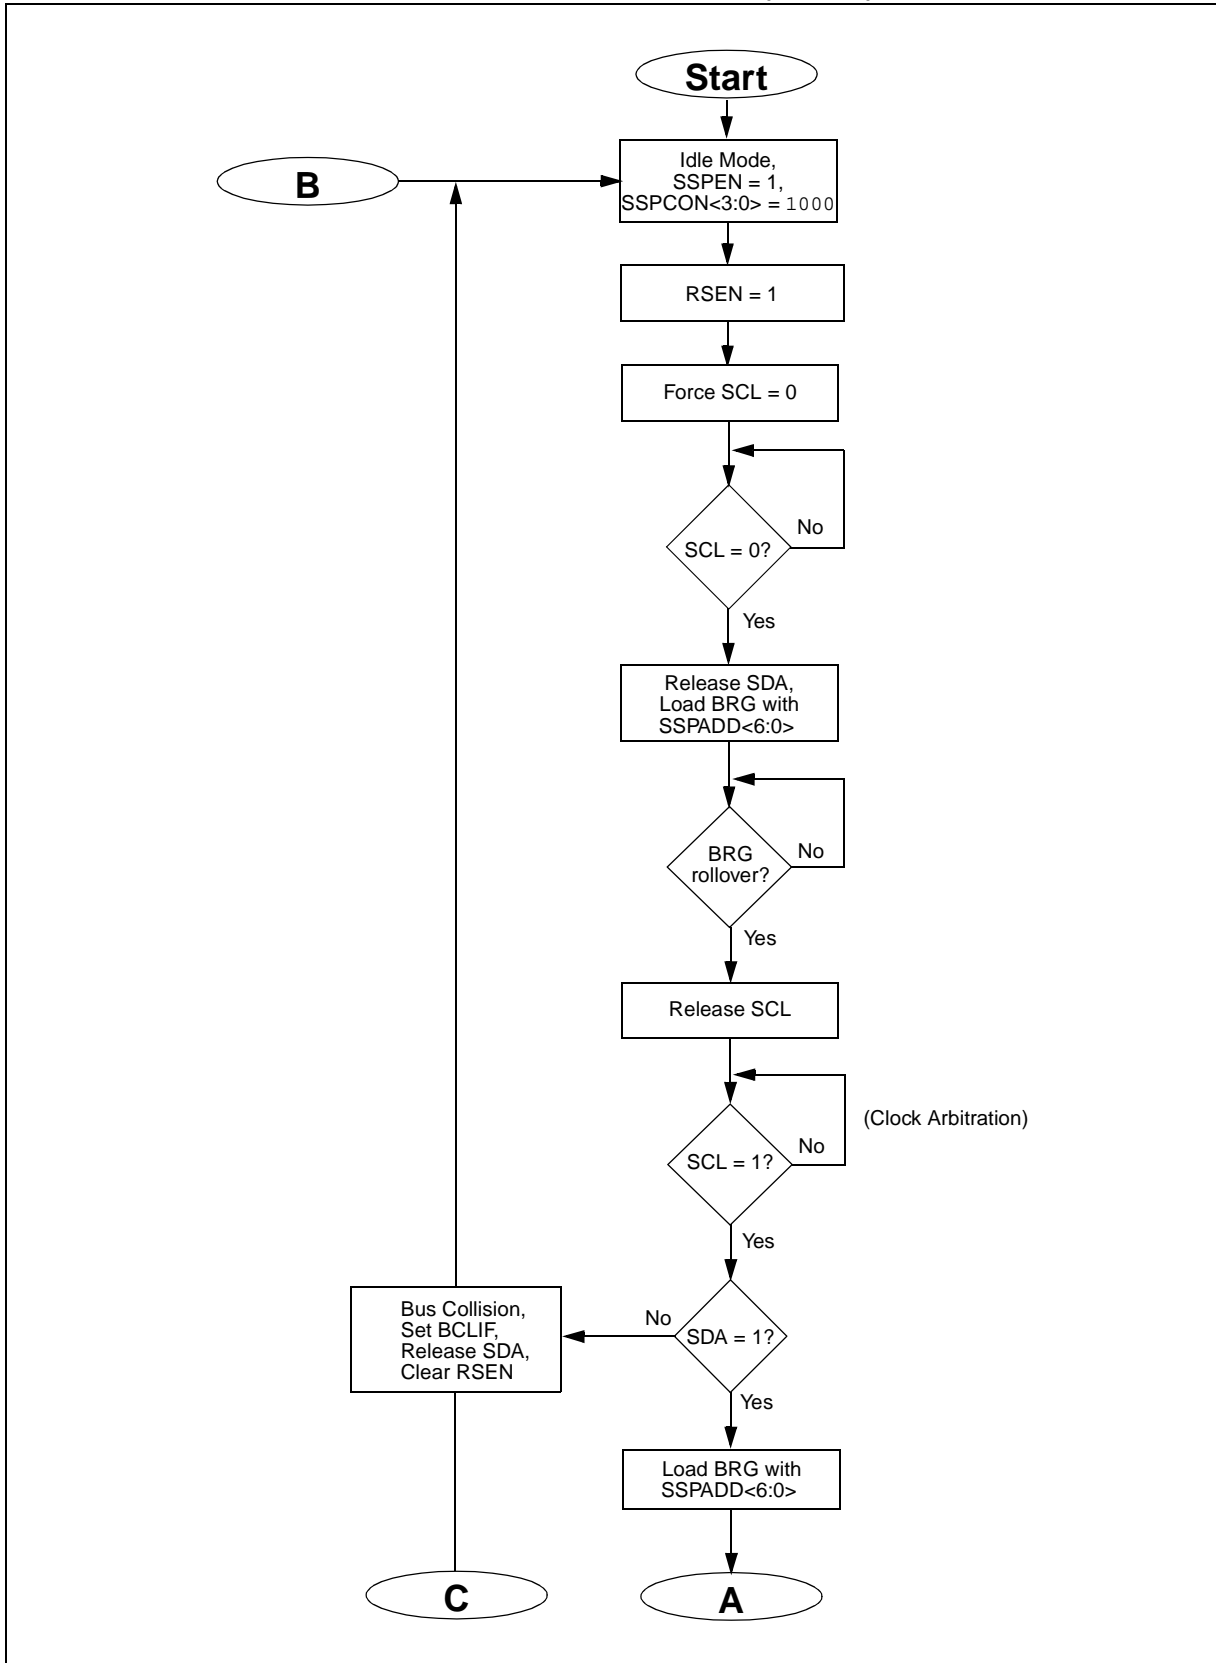 Start
B
Idle Mode,
SSPEN = 1,
SSPCON<3:0> = 1000
RSEN = 1
Force SCL = 0
No
SCL = 0?
Yes
Release SDA,
Load BRG with
SSPADD<6:0>
No
BRG
rollover?
Yes
Release SCL
(Clock Arbitration)
No
SCL = 1?
Yes
Bus Collision,
Set BCLIF,
Release SDA,
Clear RSEN
No
SDA = 1?
Yes
Load BRG with
SSPADD<6:0>
C
A